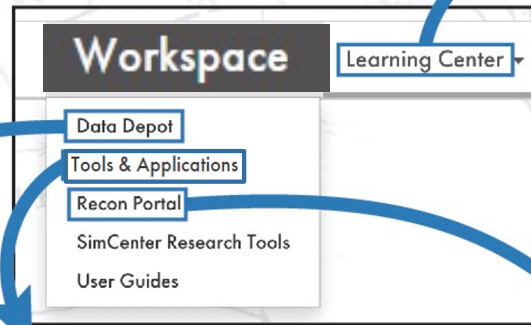 Workspace Learning Center
Data Depot
Tools & Applications
Recon Portal
SimCenter Research Tools
User Guides